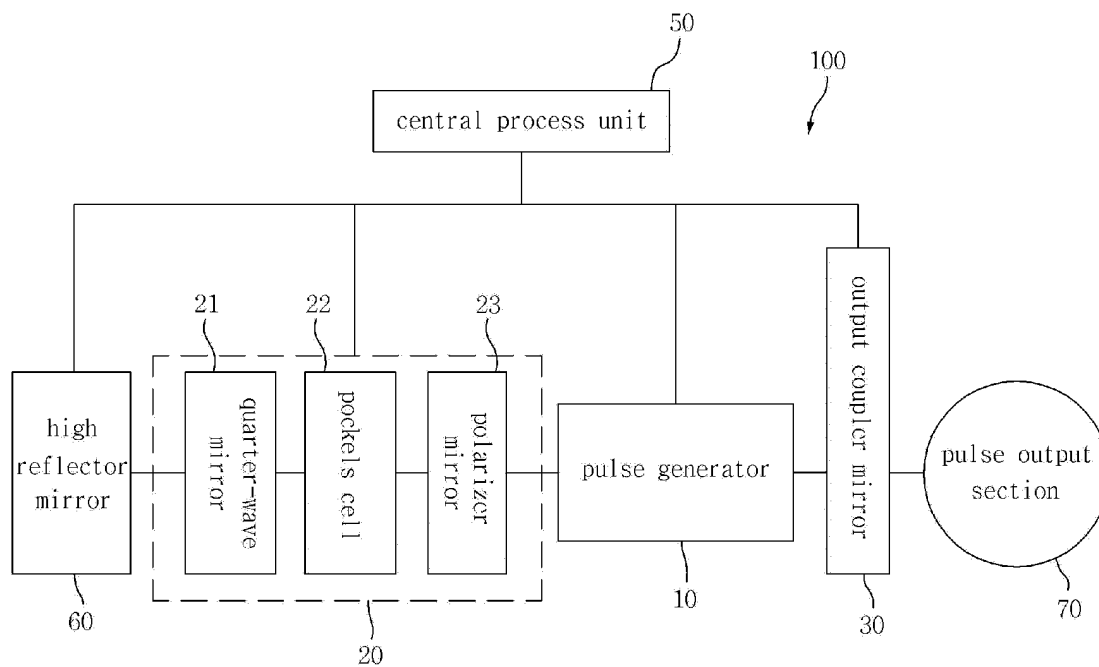 50
100
central process unit
21
22
23
high
reflector
mirror
quarter-wave
mirror
pockels cell
polarizer
mirror
pulse generator
output coupler mirror
pulse output
section
60
20
10
30
70